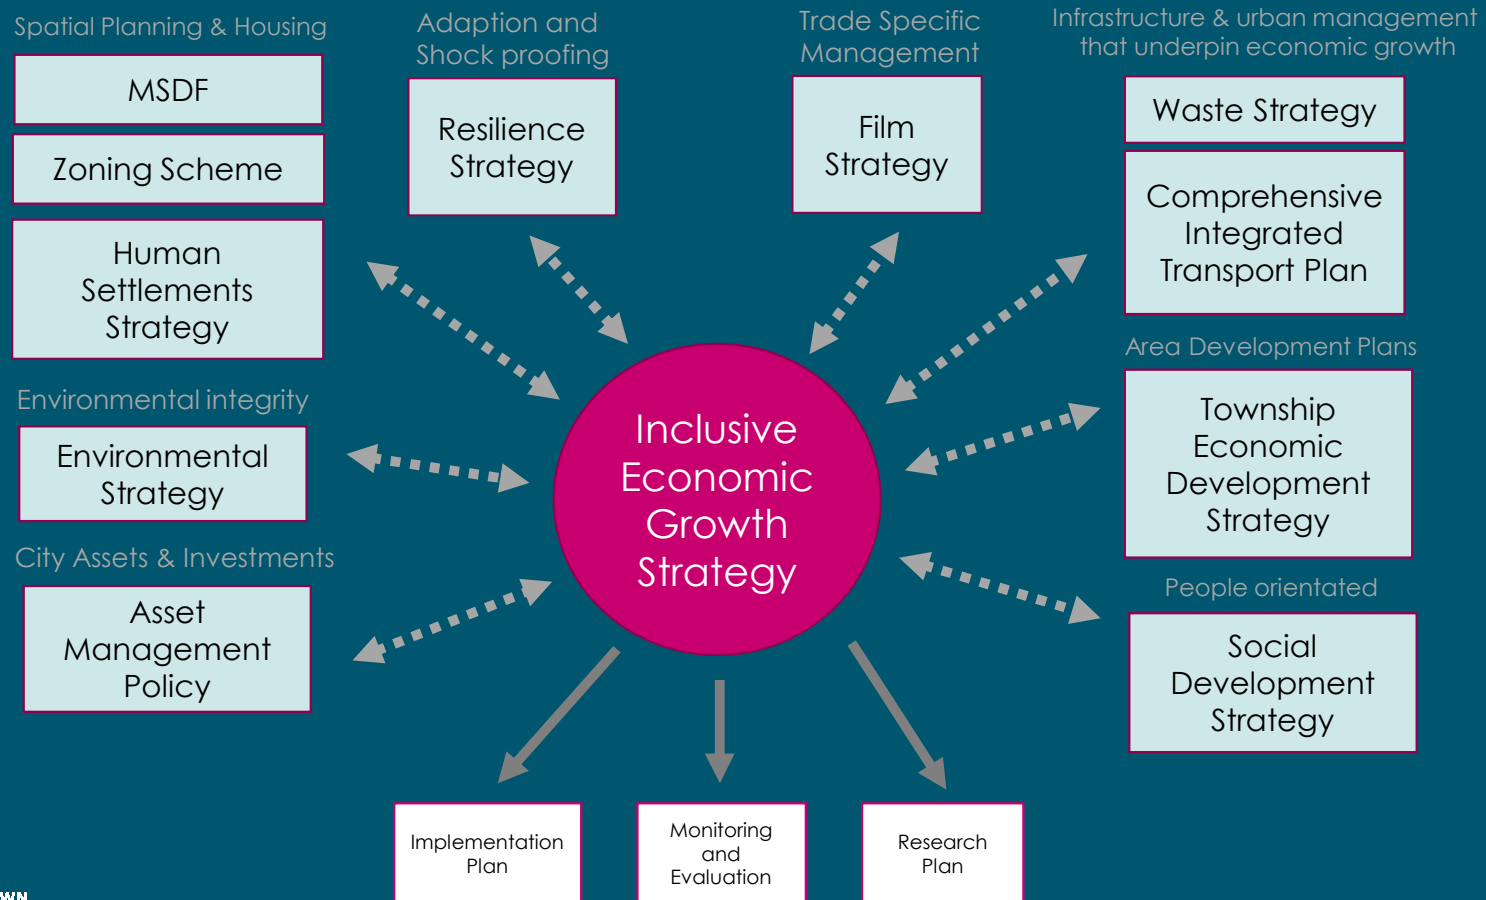 Spatial Planning & Housing
MSDF
Zoning Scheme
Human
Settlements
Strategy
Environmental integrity
Environmental
Strategy
City Assets & Investments
Asset
Management
Policy
Adaption and
Shock proofing
Resilience
Strategy
Trade Specific
Management
Film
Strategy
Infrastructure & urban management
that underpin economic growth
Waste Strategy
Comprehensive
Integrated
Transport Plan
Area Development Plans
Township
Economic
Development
Strategy
People orientated
Social
Development
Strategy
Inclusive
Economic
Growth
Strategy
Implementation
Plan
Monitoring
and
Evaluation
Research
Plan